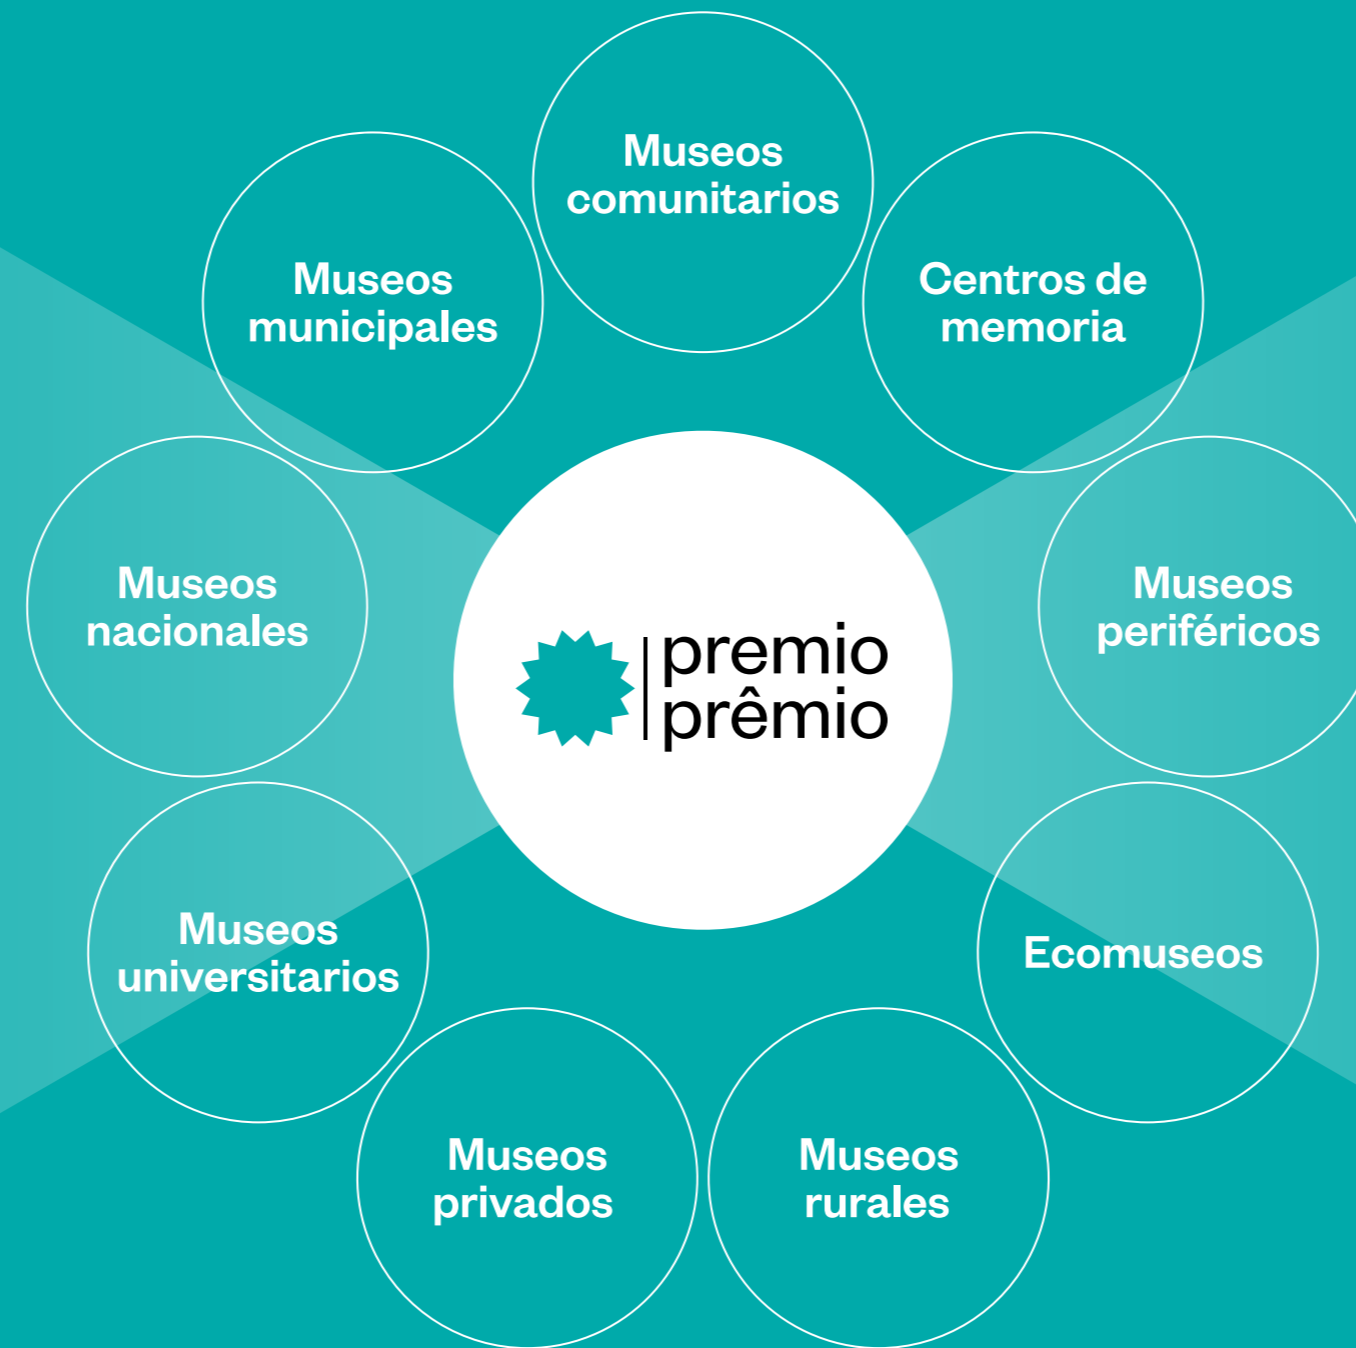 Museos
comunitarios
Museos
municipales
Centros de
memoria
Museos
nacionales
Museos
periféricos
premio
prêmio
Museos
universitarios
Ecomuseos
Museos
privados
Museos
rurales